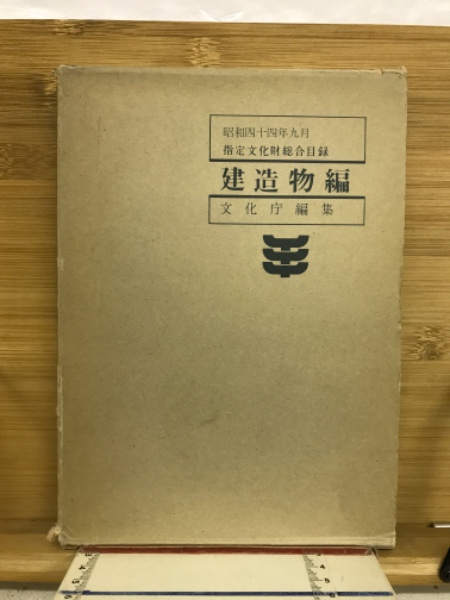 昭和四十四年九月
指定文化財総合目録
建造物編
文化庁編集